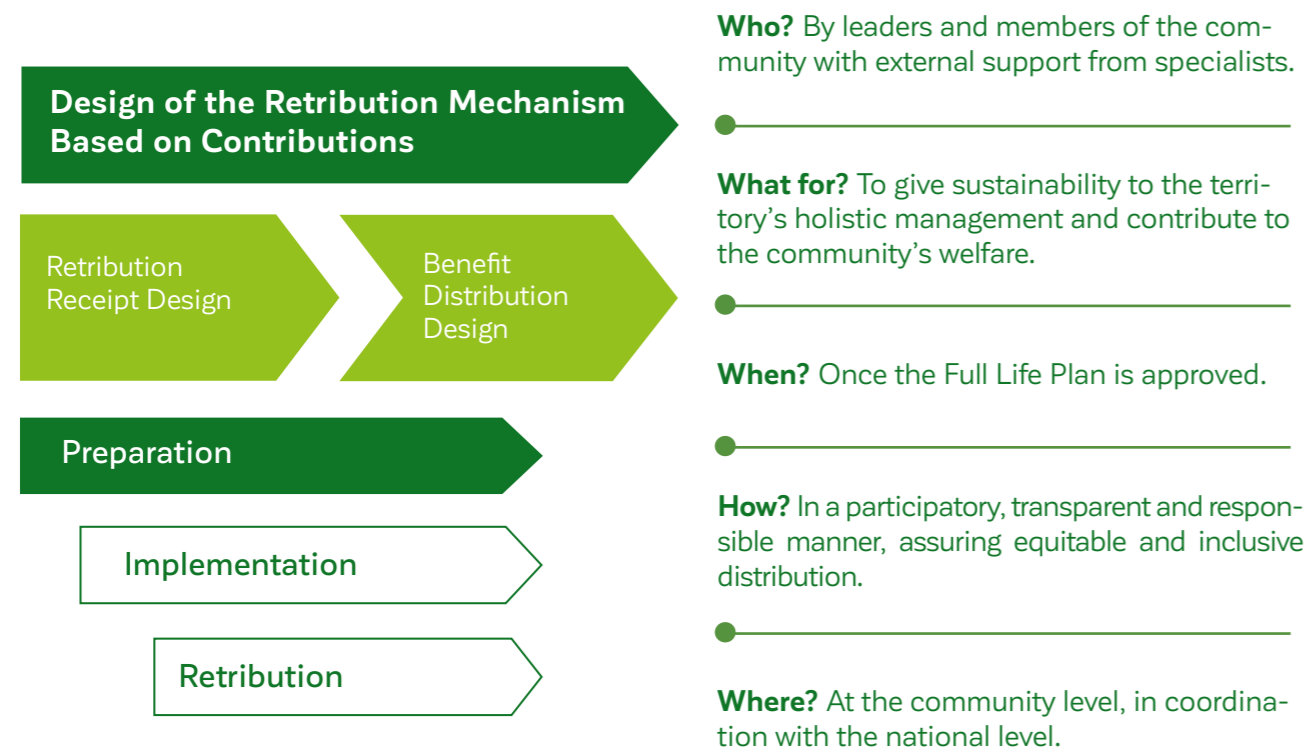 Design of the Retribution Mechanism
Based on Contributions
Retribution
Receipt Design
Benefit
Distribution
Design
Preparation
Implementation
Retribution
Who? By leaders and members of the com-
munity with external support from specialists.
What for? To give sustainability to the terri-
tory’s holistic management and contribute to
the community’s welfare.
When? Once the Full Life Plan is approved.
How? In a participatory, transparent and respon-
sible manner, assuring equitable and inclusive
distribution.
Where? At the community level, in coordina-
tion with the national level.